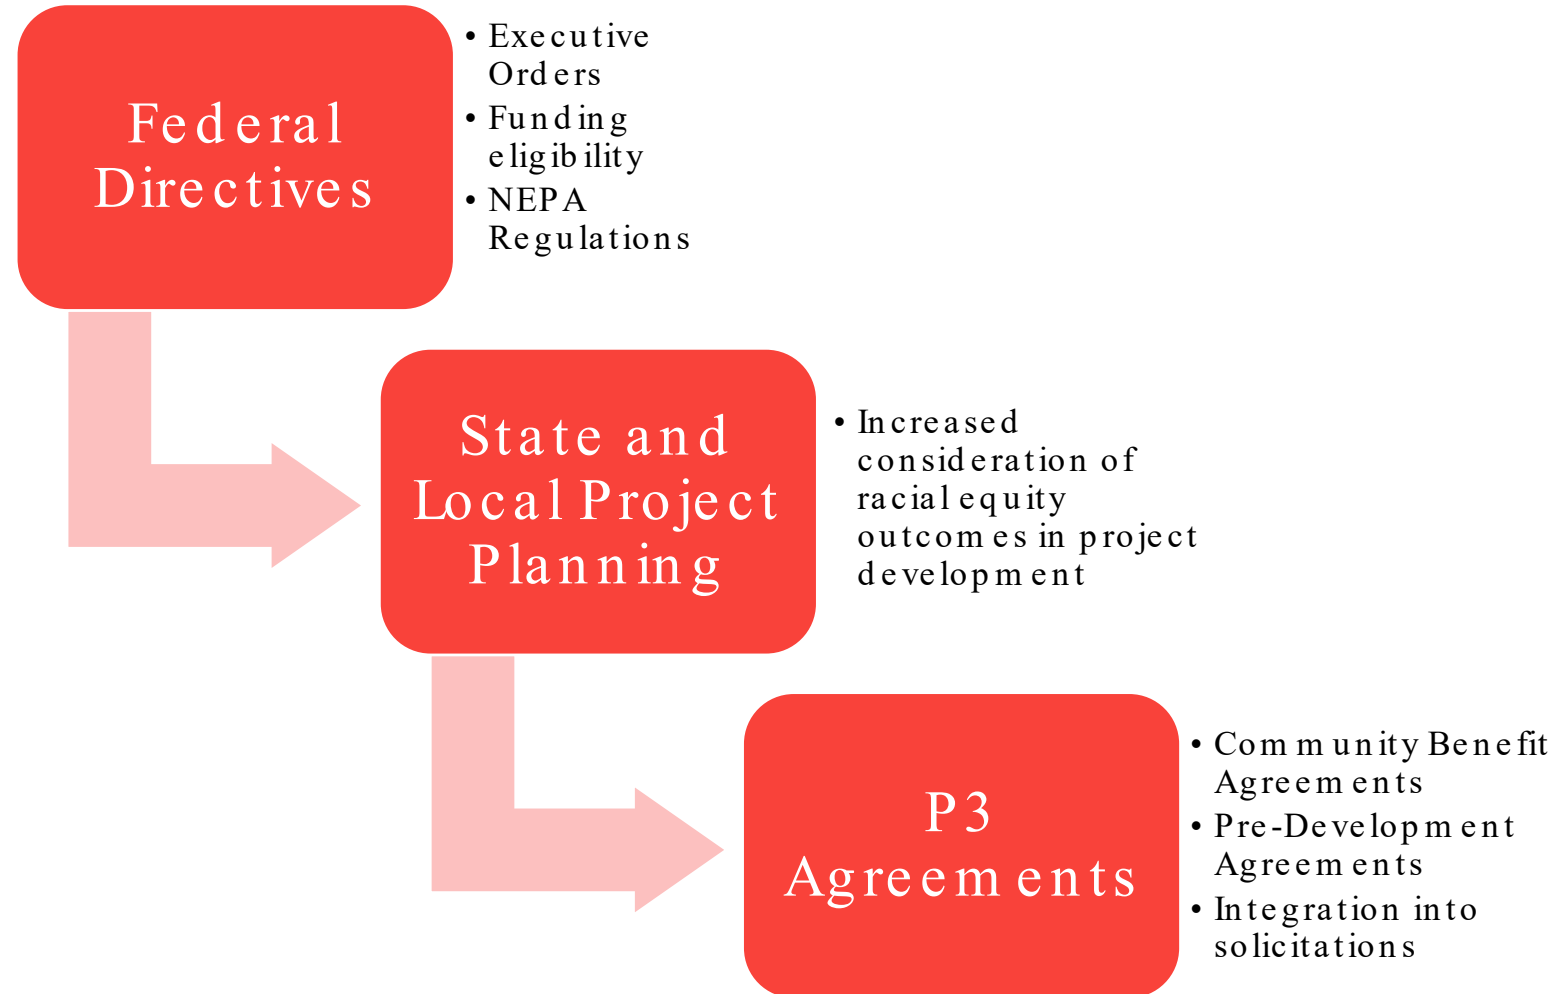 Federal
Directives
• Executive
Orders
• Funding
eligibility
• NEPA
Regulations
State and
Local Project
Planning
• Increased
consideration of
racial equity
outcomes in project
development
P3
Agreements
• Community Benefit
Agreements
• Pre-Development
Agreements
• Integration into
solicitations